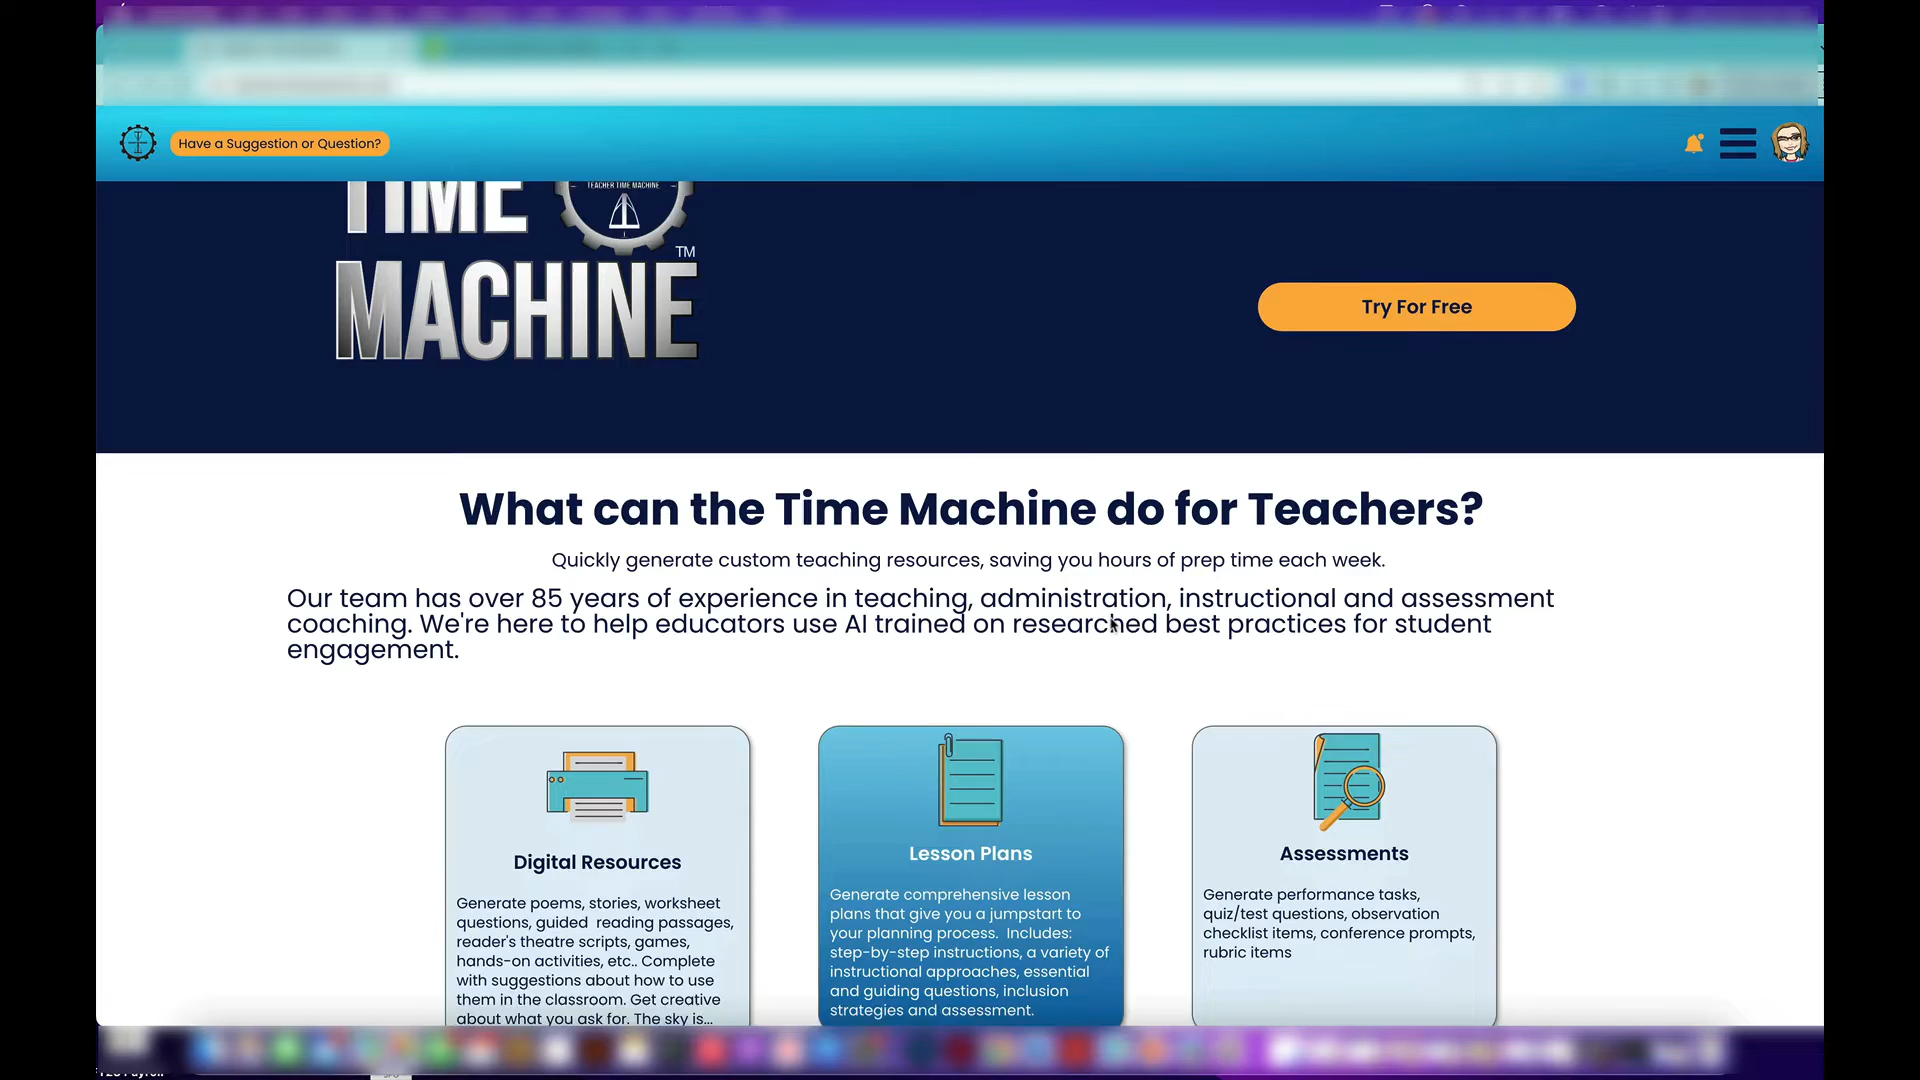 Have a Suggestion or Question?
TIME
TEACHER TIME MACHINE
TM
MACHINE
Try For Free
What can the Time Machine do for Teachers?
Quickly generate custom teaching resources, saving you hours of prep time each week.
Our team has over 85 years of experience in teaching, administration, instructional and assessment
coaching. We're here to help educators use AI trained on researched best practices for student
engagement.
Digital Resources
Generate poems, stories, worksheet
questions, guided reading passages,
reader's theatre scripts, games,
hands-on activities, etc.. Complete
with suggestions about how to use
them in the classroom. Get creative
about what you ask for. The sky is...
Lesson Plans
Generate comprehensive lesson
plans that give you a jumpstart to
your planning process. Includes:
step-by-step instructions, a variety of
instructional approaches, essential
and guiding questions, inclusion
strategies and assessment.
Assessments
Generate performance tasks,
quiz/test questions, observation
checklist items, conference prompts,
rubric items